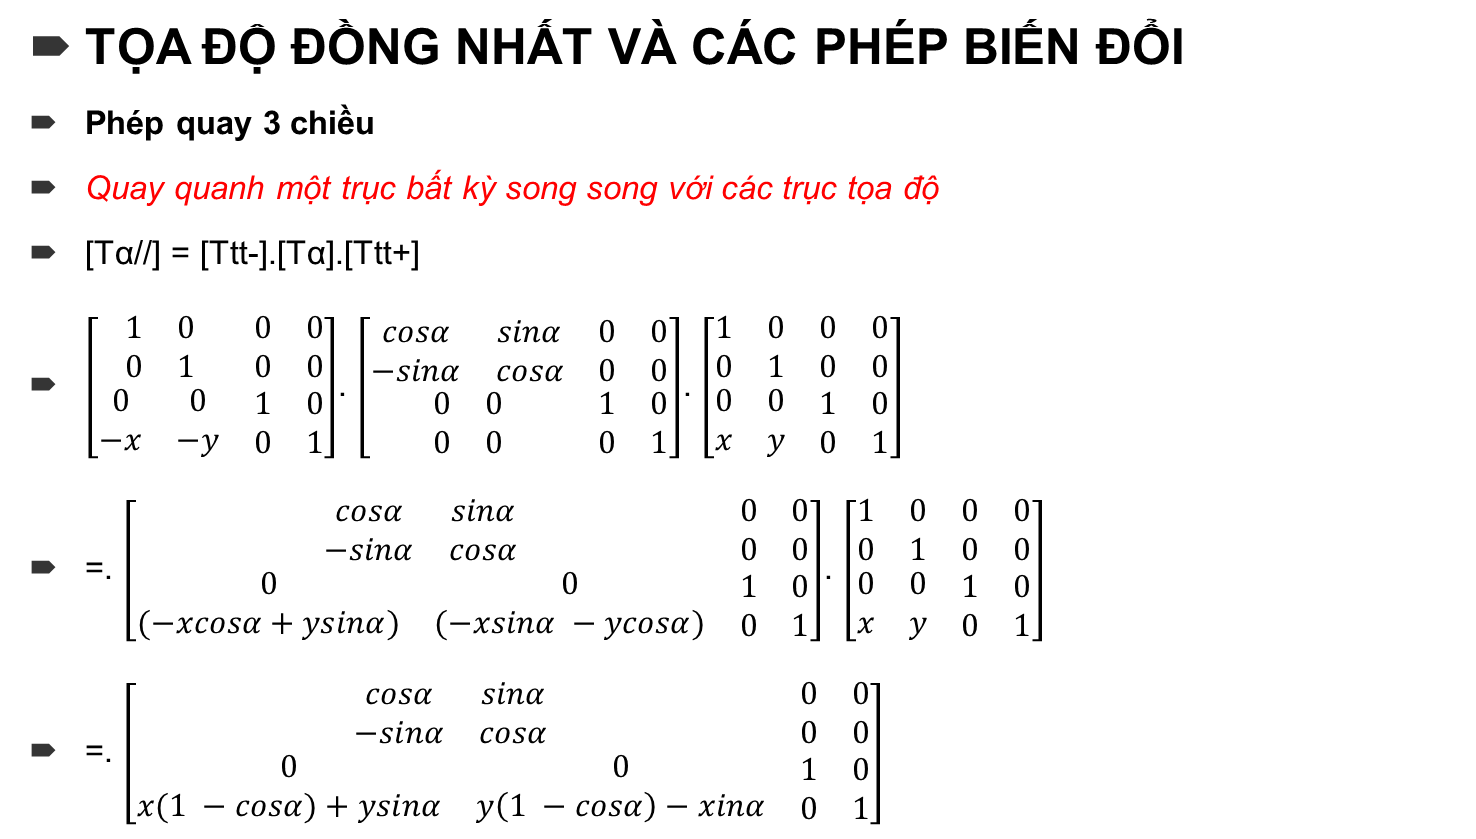 TỌA ĐỘ ĐỒNG NHẤT VÀ CÁC PHÉP BIẾN ĐỔI
Phép quay 3 chiều
Quay quanh một trục bất kỳ song song với các trục tọa độ
[Tα//] = [Ttt-].[Tα].[Ttt+]
[1 0 0 0] [cosα sinα 0 0] [1 0 0 0]
[0 1 0 0] [−sinα cosα 0 0] [0 1 0 0]
[0 0 1 0] . [0 0 1 0] . [0 0 1 0]
[−x −y 0 1] [0 0 0 1] [x y 0 1]
[cosα sinα 0 0] [1 0 0 0]
[−sinα cosα 0 0] [0 1 0 0]
=. [0 0 1 0] . [0 0 1 0]
[(−xcosα + ysinα) (−xsinα − ycosα) 0 1] [x y 0 1]
[cosα sinα 0 0]
[−sinα cosα 0 0]
=. [0 0 1 0]
[x(1 − cosα) + ysinα y(1 − cosα) − xinα 0 1]